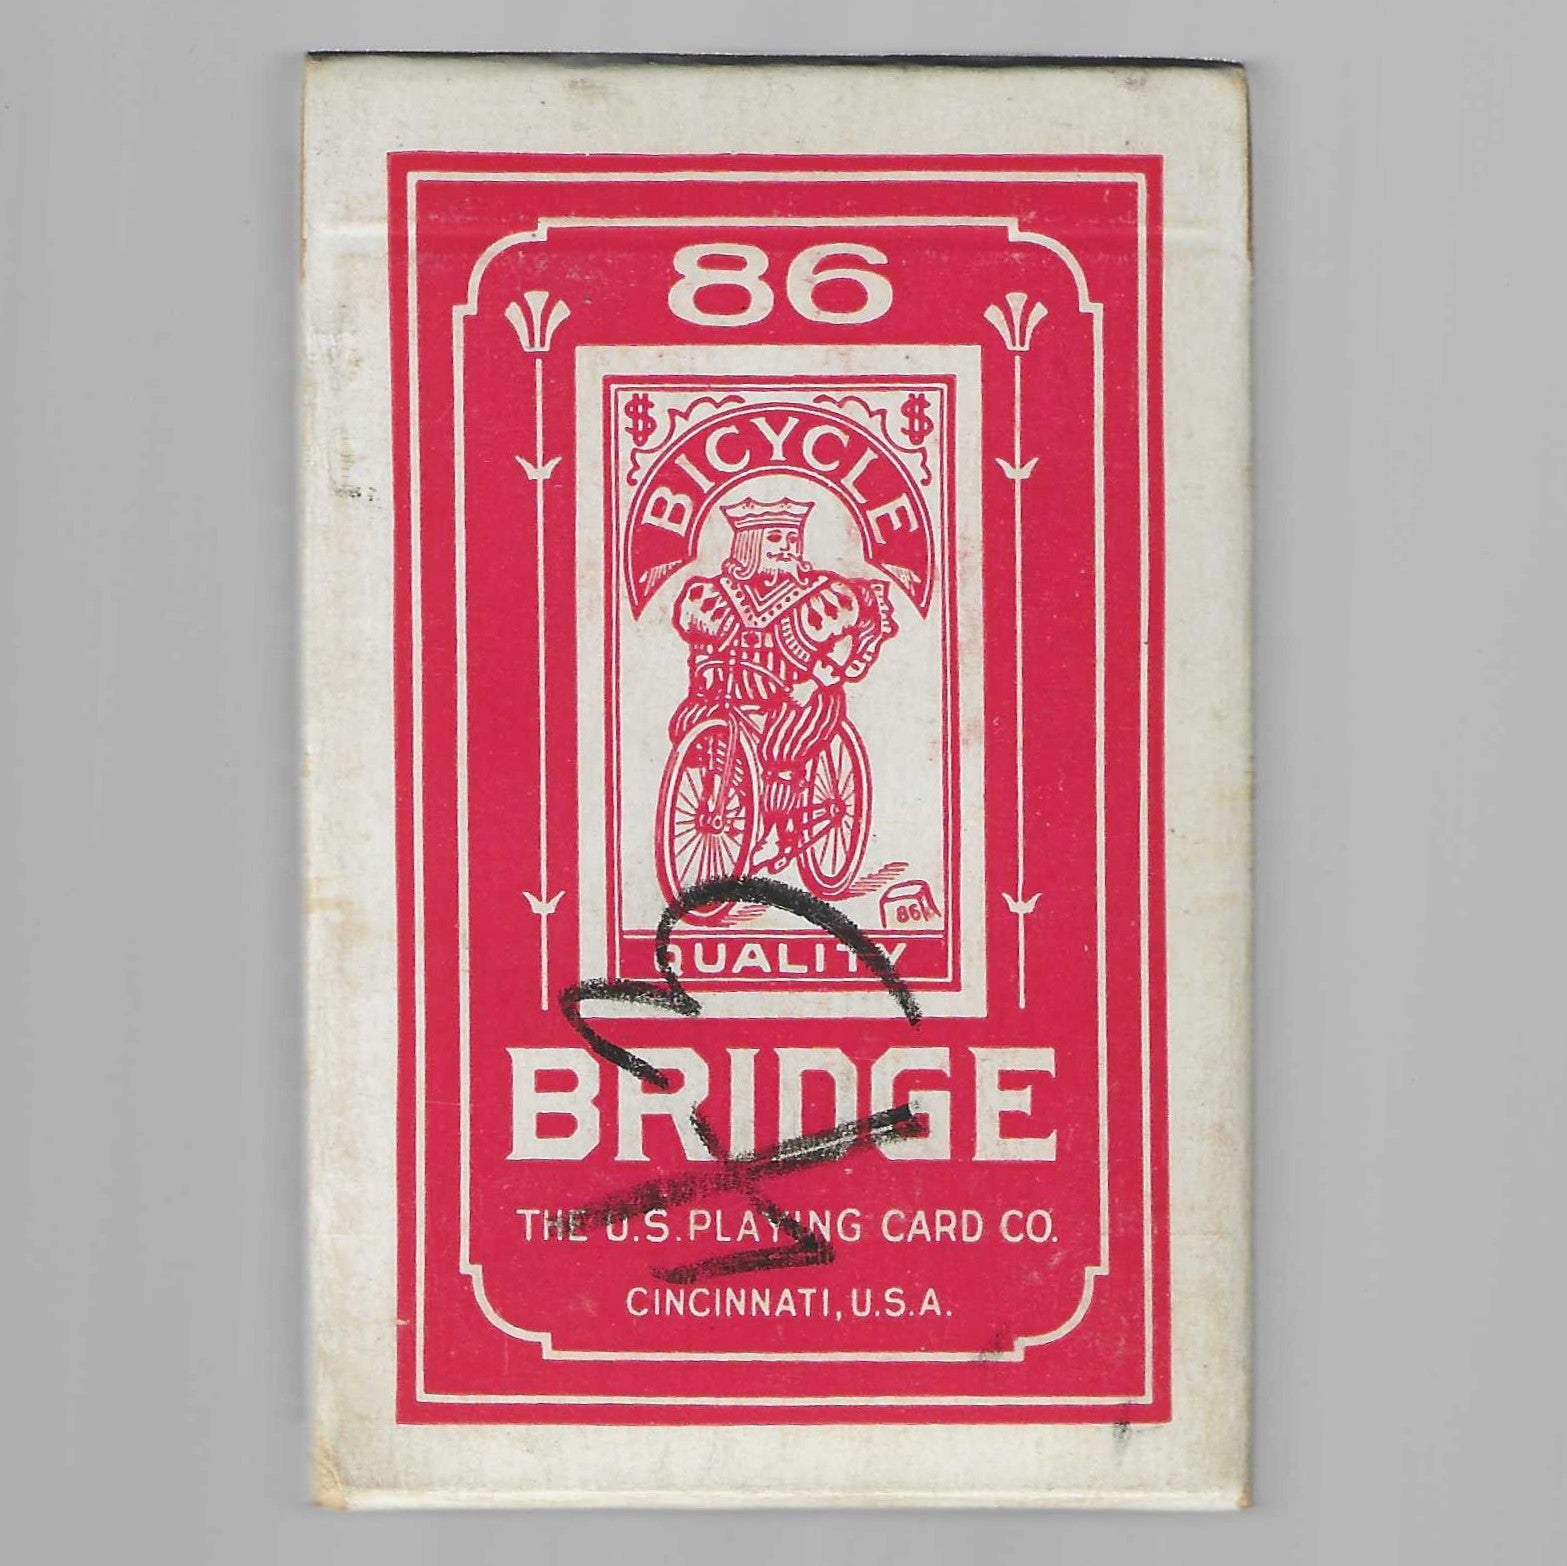 86
$ $
BICYCLE
86
QUALITY
BRIDGE
THE U.S. PLAYING CARD CO.
CINCINNATI, U.S.A.